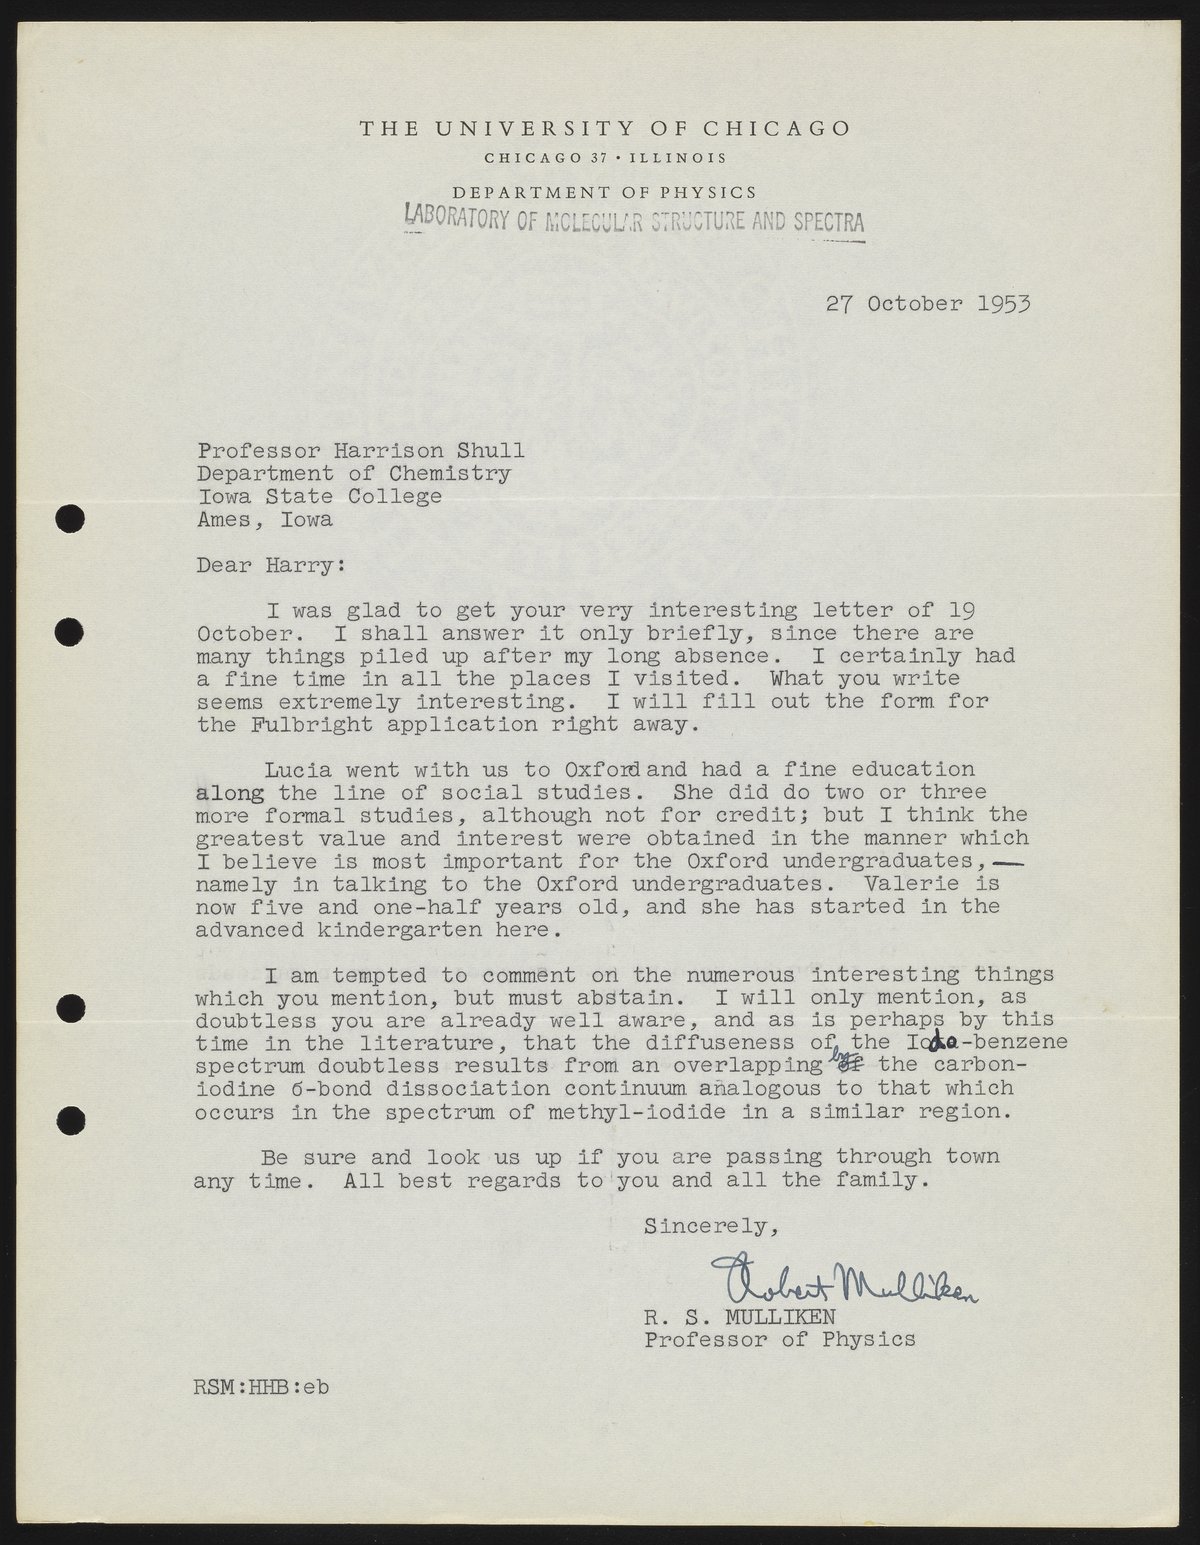 THE UNIVERSITY OF CHICAGO
CHICAGO 37 • ILLINOIS
DEPARTMENT OF PHYSICS
LABORATORY OF MOLECULAR STRUCTURE AND SPECTRA
27 October 1953
Professor Harrison Shull
Department of Chemistry
Iowa State College
Ames, Iowa
Dear Harry:
I was glad to get your very interesting letter of 19
October. I shall answer it only briefly, since there are
many things piled up after my long absence. I certainly had
a fine time in all the places I visited. What you write
seems extremely interesting. I will fill out the form for
the Fulbright application right away.
Lucia went with us to Oxford and had a fine education
along the line of social studies. She did do two or three
more formal studies, although not for credit; but I think the
greatest value and interest were obtained in the manner which
I believe is most important for the Oxford undergraduates,—
namely in talking to the Oxford undergraduates. Valerie is
now five and one-half years old, and she has started in the
advanced kindergarten here.
I am tempted to comment on the numerous interesting things
which you mention, but must abstain. I will only mention, as
doubtless you are already well aware, and as is perhaps by this
time in the literature, that the diffuseness of the Iodo-benzene
spectrum doubtless results from an overlapping by the carbon-
iodine σ-bond dissociation continuum analogous to that which
occurs in the spectrum of methyl-iodide in a similar region.
Be sure and look us up if you are passing through town
any time. All best regards to you and all the family.
Sincerely,
Robert Mulliken
R. S. MULLIKEN
Professor of Physics
RSM:HHB:eb